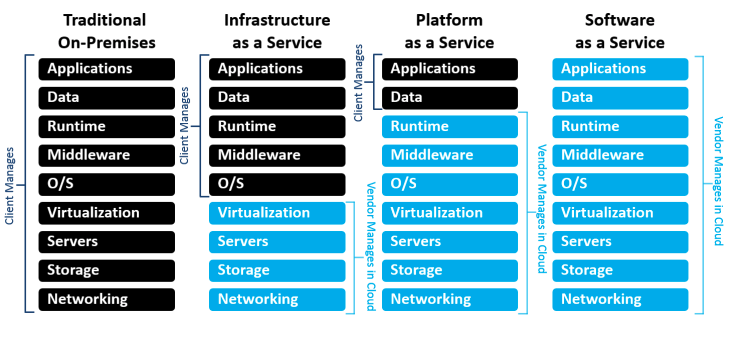 Traditional
On-Premises
Client Manages
Applications
Data
Runtime
Middleware
O/S
Virtualization
Servers
Storage
Networking
Infrastructure
as a Service
Client Manages
Applications
Data
Runtime
Middleware
O/S
Virtualization
Servers
Storage
Networking
Vendor Manages in Cloud
Platform
as a Service
Client Manages
Applications
Data
Runtime
Middleware
O/S
Virtualization
Servers
Storage
Networking
Vendor Manages in Cloud
Software
as a Service
Applications
Data
Runtime
Middleware
O/S
Virtualization
Servers
Storage
Networking
Vendor Manages in Cloud